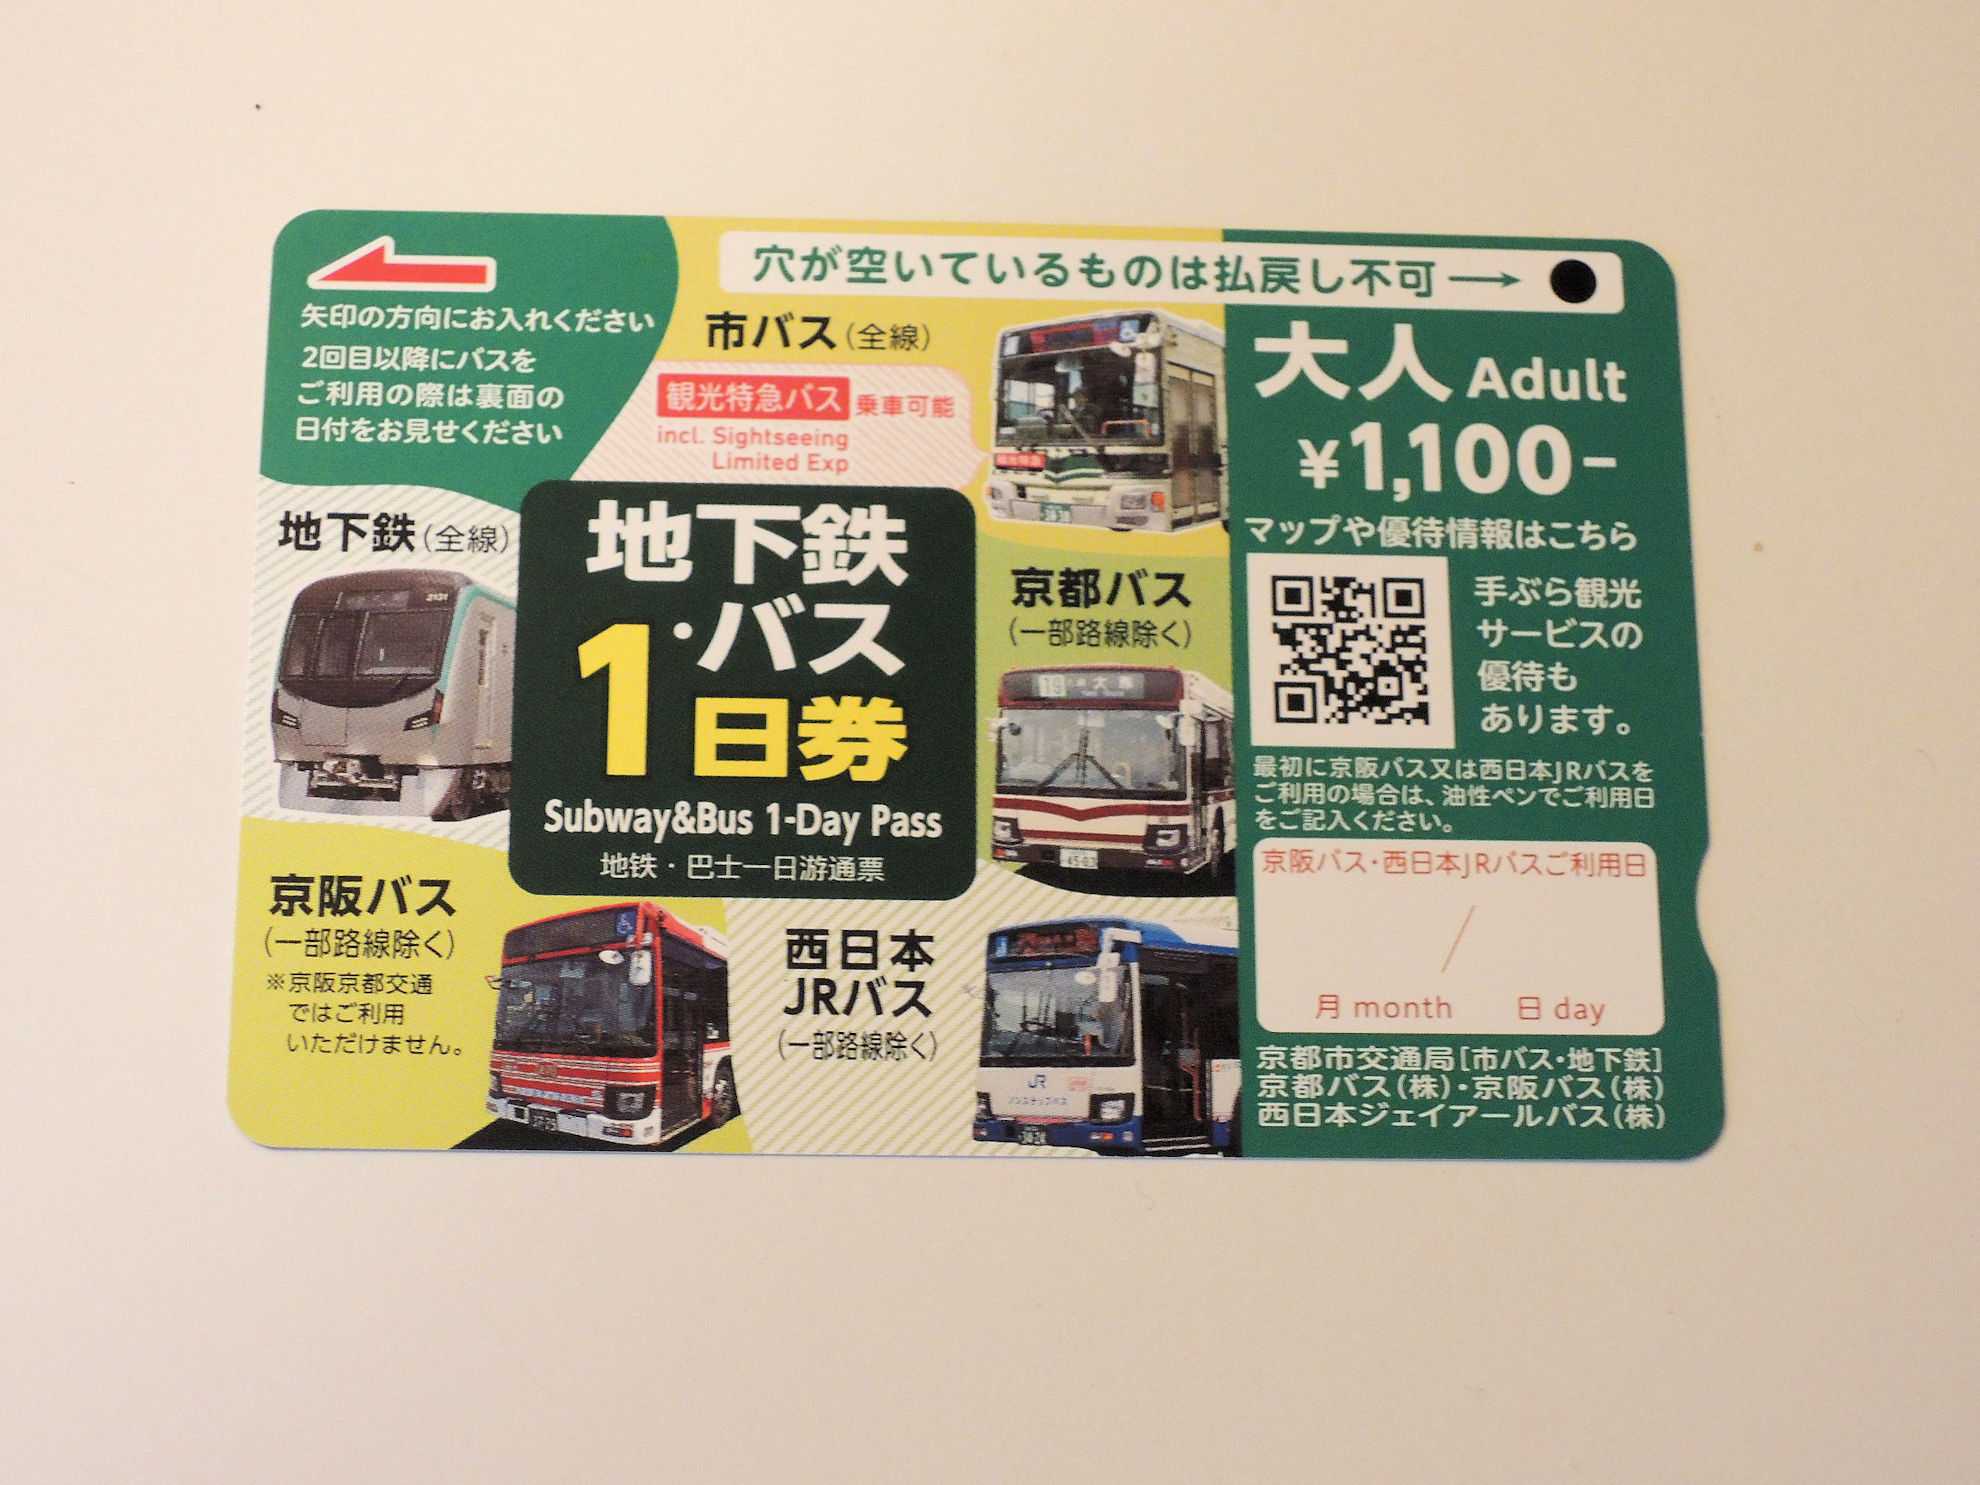 穴が空いているものは払戻し不可→
矢印の方向にお入れください
2回目以降にバスを
ご利用の際は裏面の
日付をお見せください
市バス(全線)
観光特急バス 乗車可能
incl. Sightseeing
Limited Exp
地下鉄(全線)
2131
地下鉄
・バス
1日券
Subway&Bus 1-Day Pass
地铁・巴士一日游通票
京都バス
(一部路線除く)
19
45-03
京阪バス
(一部路線除く)
※京阪京都交通
ではご利用
いただけません。
西日本
JRバス
(一部路線除く)
JR
ノンステップバス
大人 Adult
¥1,100-
マップや優待情報はこちら
手ぶら観光
サービスの
優待も
あります。
最初に京阪バス又は西日本JRバスを
ご利用の場合は、油性ペンでご利用日
をご記入ください。
京阪バス・西日本JRバスご利用日
/
月 month 日 day
京都市交通局[市バス・地下鉄]
京都バス(株)・京阪バス(株)
西日本ジェイアールバス(株)